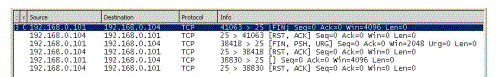 Source Destination Protocol Info
192.168.0.101 192.168.0.104 TCP 41063 > 25 [FIN] Seq=0 Ack=0 Win=4096 Len=0
192.168.0.104 192.168.0.101 TCP 25 > 41063 [RST, ACK] Seq=0 Ack=0 Win=0 Len=0
192.168.0.101 192.168.0.104 TCP 38418 > 25 [FIN, PSH, URG] Seq=0 Ack=0 Win=2048 Urg=0 Len=0
192.168.0.104 192.168.0.101 TCP 25 > 38418 [RST, ACK] Seq=0 Ack=0 Win=0 Len=0
192.168.0.101 192.168.0.104 TCP 38830 > 25 [] Seq=0 Win=4096 Len=0
192.168.0.104 192.168.0.101 TCP 25 > 38830 [RST, ACK] Seq=0 Ack=0 Win=0 Len=0